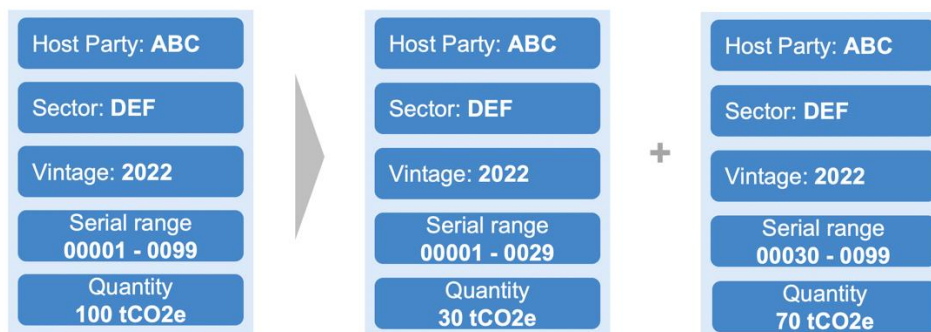 Host Party: ABC
Sector: DEF
Vintage: 2022
Serial range
00001 - 0099
Quantity
100 tCO2e
Host Party: ABC
Sector: DEF
Vintage: 2022
Serial range
00001 - 0029
Quantity
30 tCO2e
+
Host Party: ABC
Sector: DEF
Vintage: 2022
Serial range
00030 - 0099
Quantity
70 tCO2e